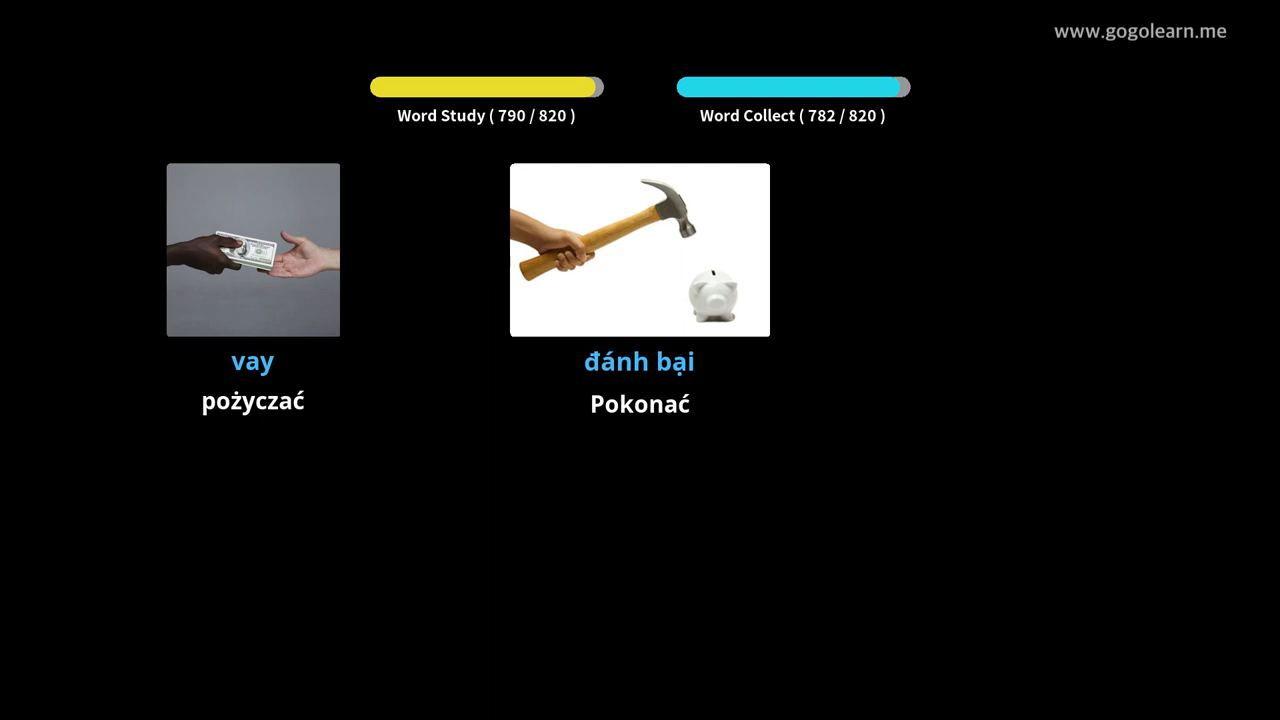 www.gogolearn.me
Word Study ( 790 / 820 )
Word Collect ( 782 / 820 )
vay
pożyczać
đánh bại
Pokonać